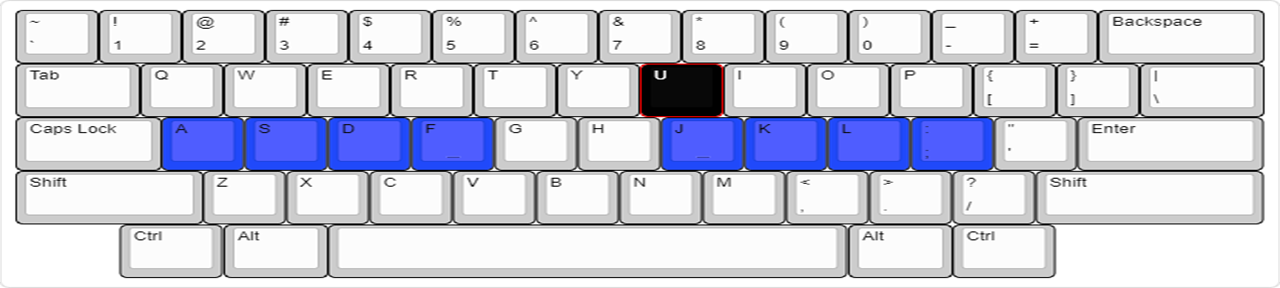 ~ ! @ # $ % ^ & * ( ) _ + Backspace
` 1 2 3 4 5 6 7 8 9 0 - =
Tab Q W E R T Y U I O P { } |
[ ] \
Caps Lock A S D F G H J K L : " Enter
_ _ ; '
Shift Z X C V B N M < > ? Shift
, . /
Ctrl Alt Alt Ctrl